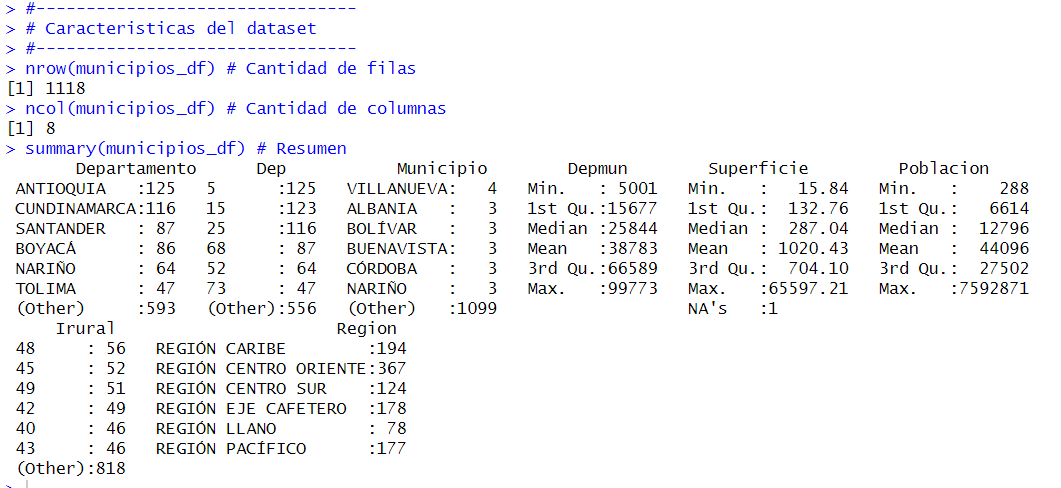 > #-------------------------------
> # Caracteristicas del dataset
> #-------------------------------
> nrow(municipios_df) # Cantidad de filas
[1] 1118
> ncol(municipios_df) # Cantidad de columnas
[1] 8
> summary(municipios_df) # Resumen
Departamento Dep Municipio Depmun Superficie Poblacion
ANTIOQUIA :125 5 :125 VILLANUEVA: 4 Min. : 5001 Min. : 15.84 Min. : 288
CUNDINAMARCA:116 15 :123 ALBANIA : 3 1st Qu.:15677 1st Qu.: 132.76 1st Qu.: 6614
SANTANDER : 87 25 :116 BOLÍVAR : 3 Median :25844 Median : 287.04 Median : 12796
BOYACÁ : 86 68 : 87 BUENAVISTA: 3 Mean :38783 Mean : 1020.43 Mean : 44096
NARIÑO : 64 52 : 64 CÓRDOBA : 3 3rd Qu.:66589 3rd Qu.: 704.10 3rd Qu.: 27502
TOLIMA : 47 73 : 47 NARIÑO : 3 Max. :99773 Max. :65597.21 Max. :7592871
(Other) :593 (Other):556 (Other) :1099 NA's :1
Irural Region
48 : 56 REGIÓN CARIBE :194
45 : 52 REGIÓN CENTRO ORIENTE:367
49 : 51 REGIÓN CENTRO SUR :124
42 : 49 REGIÓN EJE CAFETERO :178
40 : 46 REGIÓN LLANO : 78
43 : 46 REGIÓN PACÍFICO :177
(Other):818
>